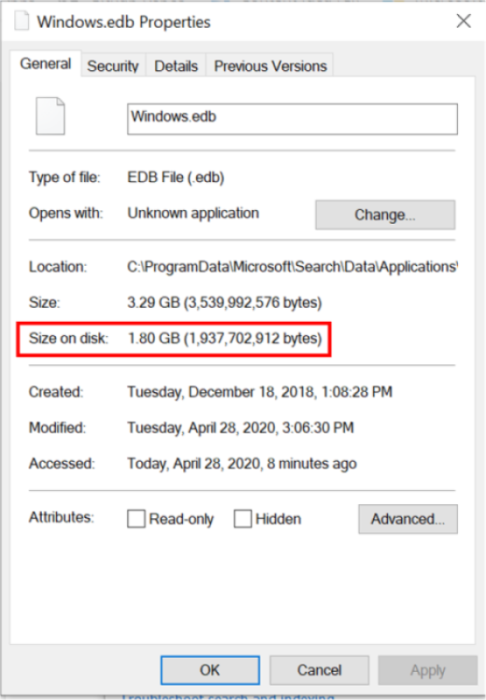 Windows.edb Properties
General Security Details Previous Versions
Windows.edb
Type of file: EDB File (.edb)
Opens with: Unknown application Change...
Location: C:\ProgramData\Microsoft\Search\Data\Applications\
Size: 3.29 GB (3,539,992,576 bytes)
Size on disk: 1.80 GB (1,937,702,912 bytes)
Created: Tuesday, December 18, 2018, 1:08:28 PM
Modified: Tuesday, April 28, 2020, 3:06:30 PM
Accessed: Today, April 28, 2020, 8 minutes ago
Attributes: Read-only Hidden Advanced...
OK Cancel Apply
Troubleshoot search and indexing